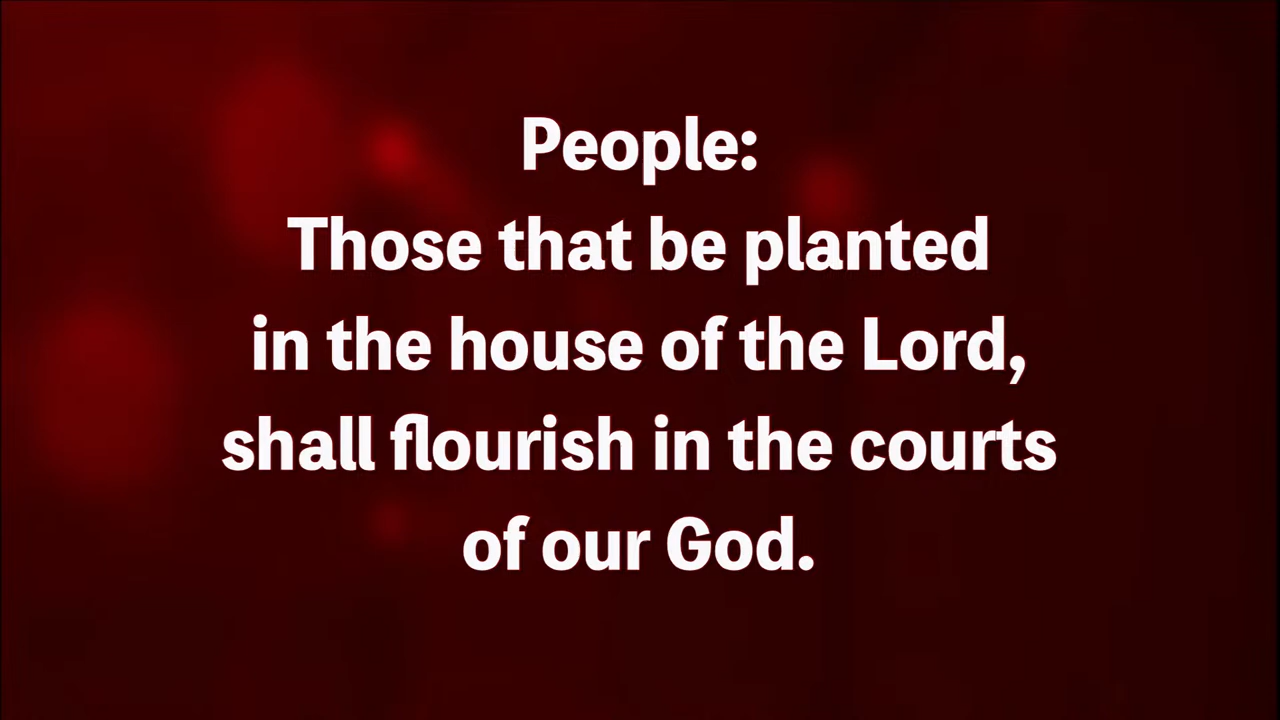 People:
Those that be planted
in the house of the Lord,
shall flourish in the courts
of our God.